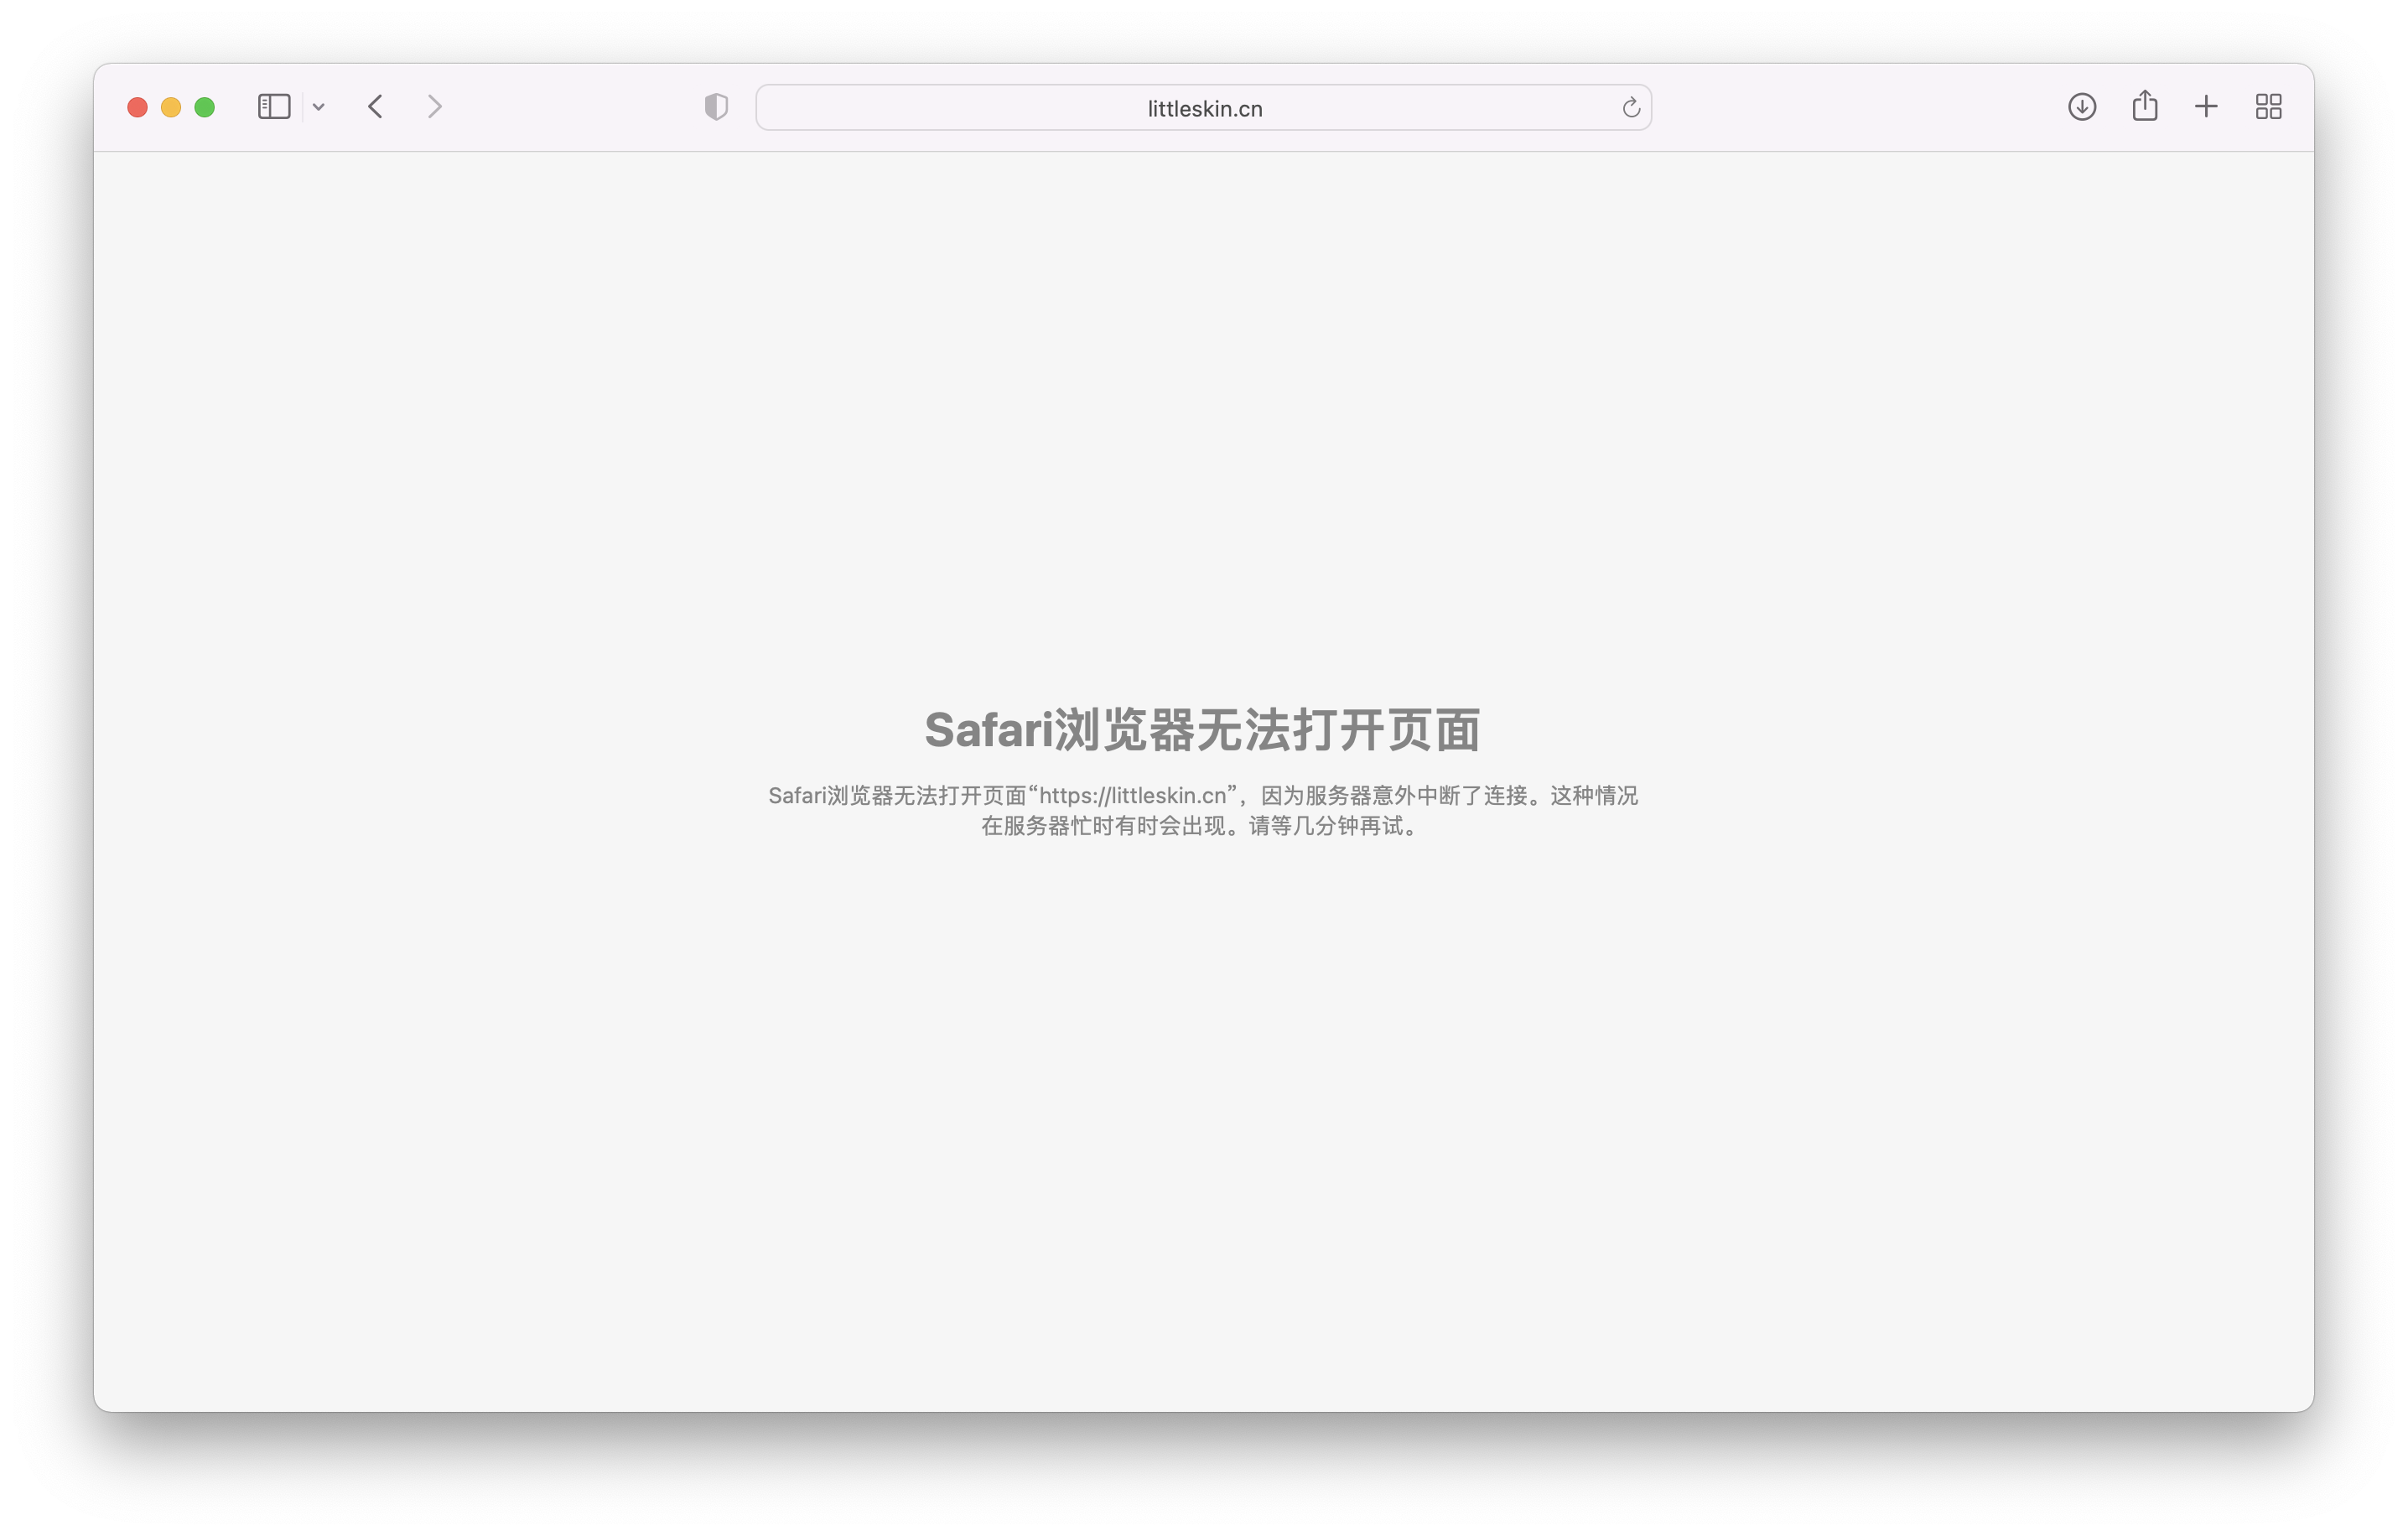 littleskin.cn
Safari浏览器无法打开页面
Safari浏览器无法打开页面“https://littleskin.cn”，因为服务器意外中断了连接。这种情况
在服务器忙时有时会出现。请等几分钟再试。